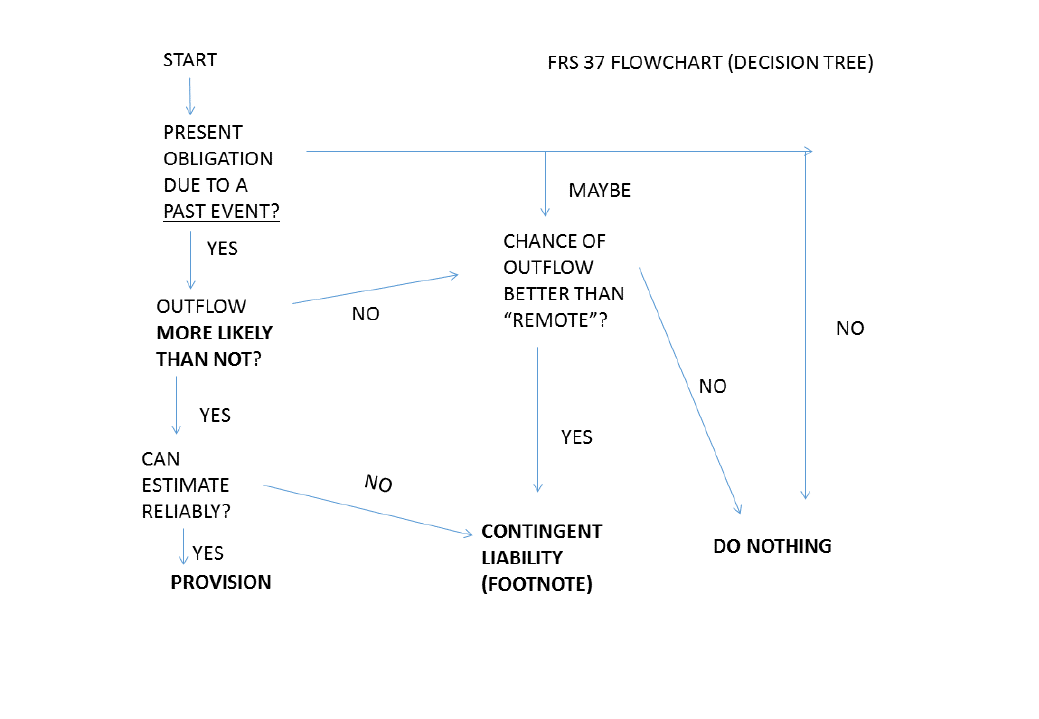 START
FRS 37 FLOWCHART (DECISION TREE)
PRESENT
OBLIGATION
DUE TO A
PAST EVENT?
MAYBE
YES
CHANCE OF
OUTFLOW
BETTER THAN
“REMOTE”?
OUTFLOW
MORE LIKELY
THAN NOT?
NO
NO
NO
YES
YES
CAN
ESTIMATE
RELIABLY?
NO
CONTINGENT
LIABILITY
(FOOTNOTE)
DO NOTHING
YES
PROVISION